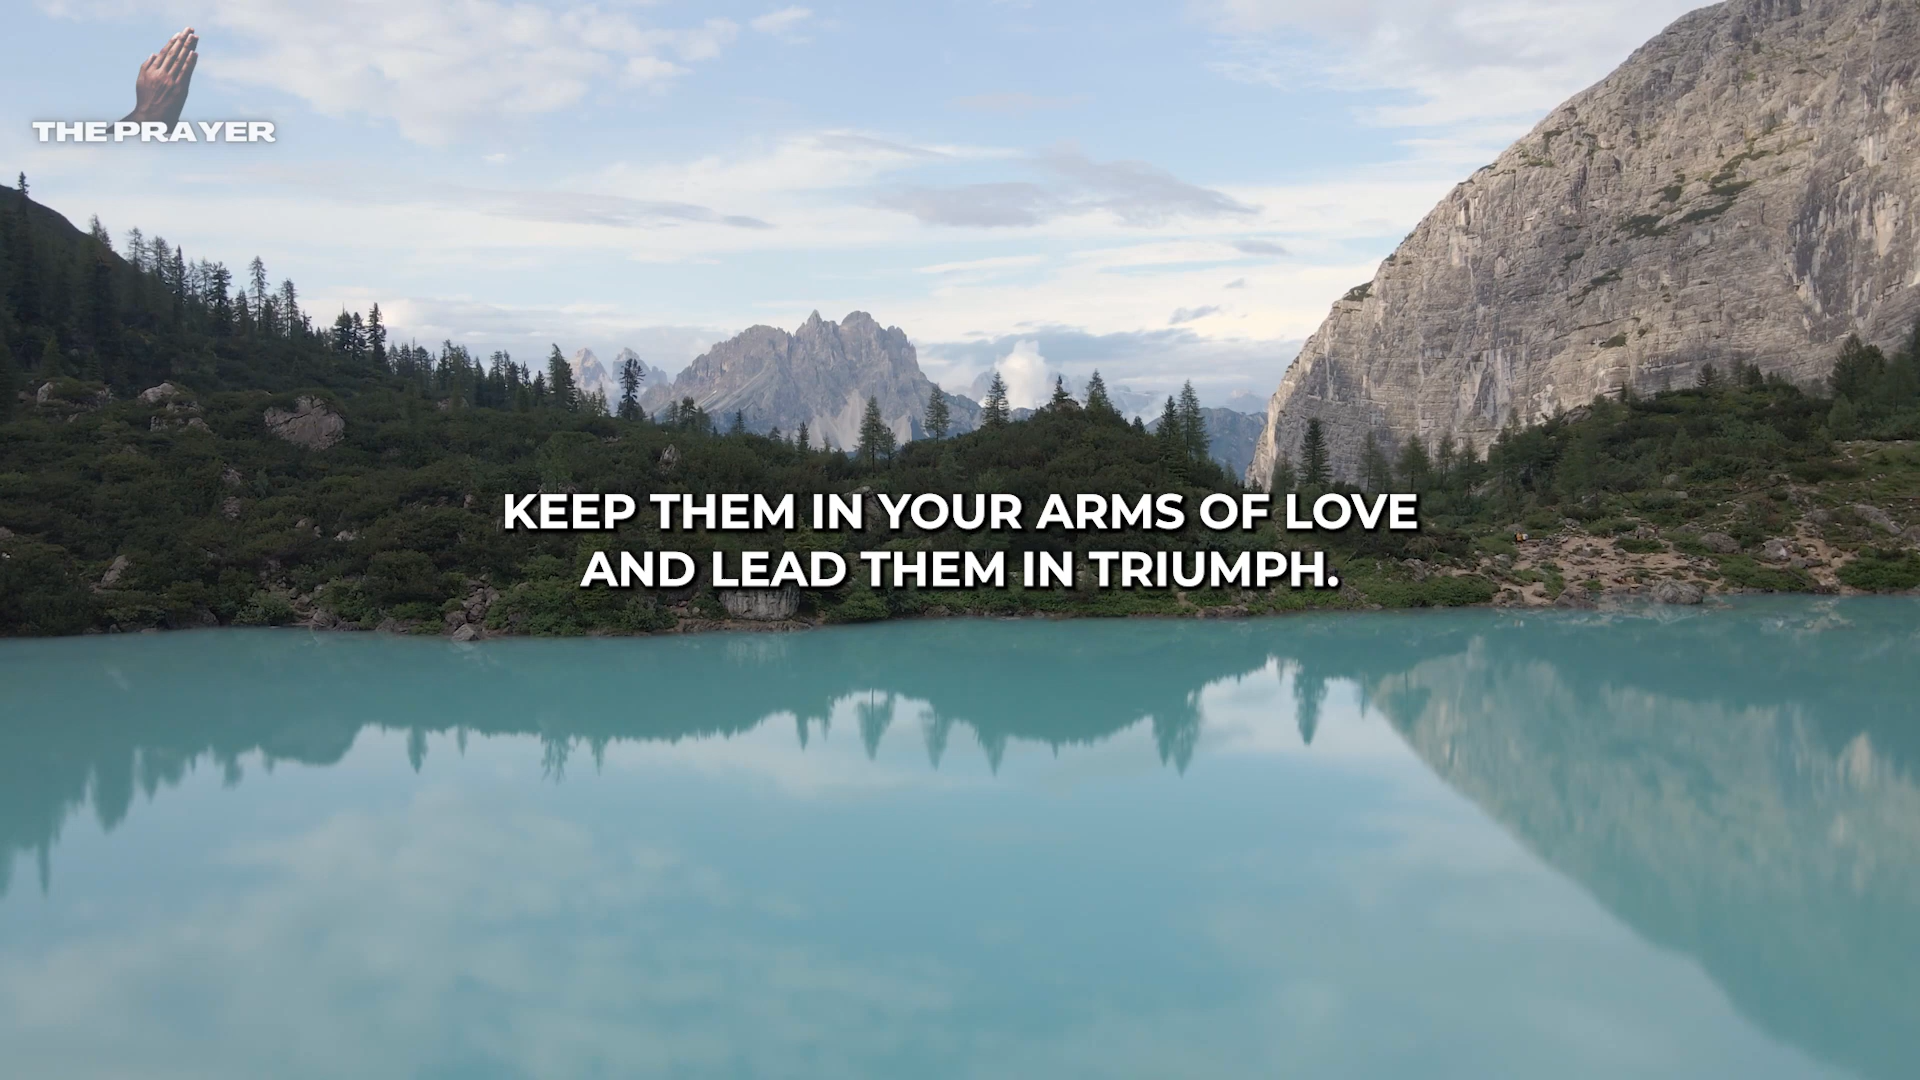 THE PRAYER
KEEP THEM IN YOUR ARMS OF LOVE
AND LEAD THEM IN TRIUMPH.